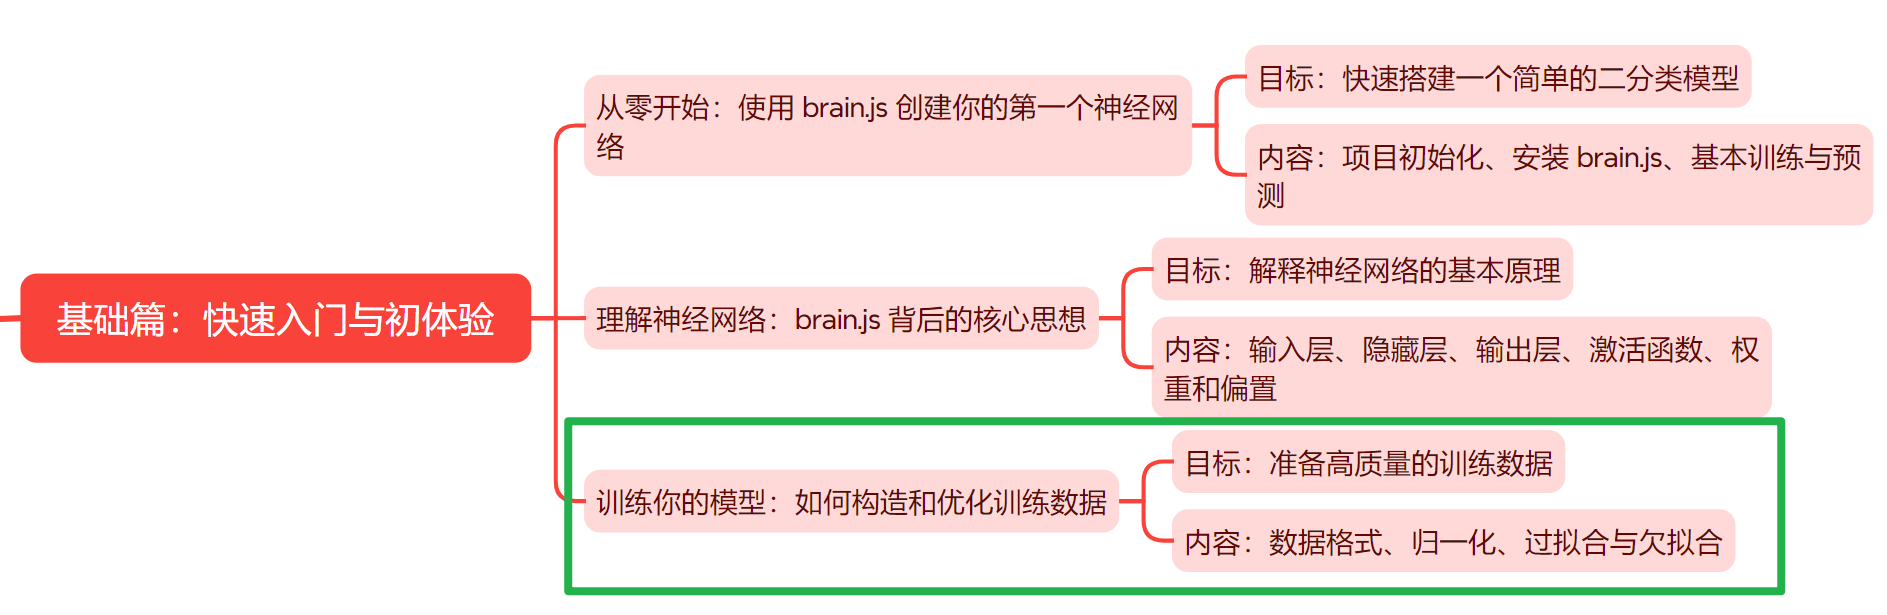 基础篇：快速入门与初体验
从零开始：使用 brain.js 创建你的第一个神经网
络
目标：快速搭建一个简单的二分类模型
内容：项目初始化、安装 brain.js、基本训练与预
测
理解神经网络：brain.js 背后的核心思想
目标：解释神经网络的基本原理
内容：输入层、隐藏层、输出层、激活函数、权
重和偏置
训练你的模型：如何构造和优化训练数据
目标：准备高质量的训练数据
内容：数据格式、归一化、过拟合与欠拟合